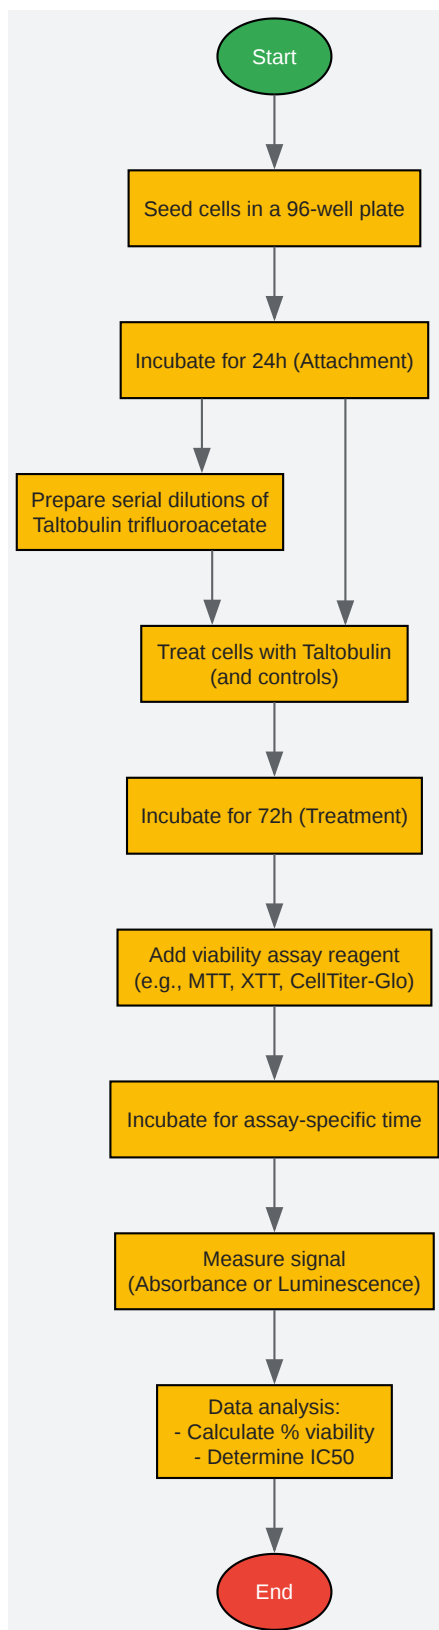 Start
Seed cells in a 96-well plate
Incubate for 24h (Attachment)
Prepare serial dilutions of
Taltobulin trifluoroacetate
Treat cells with Taltobulin
(and controls)
Incubate for 72h (Treatment)
Add viability assay reagent
(e.g., MTT, XTT, CellTiter-Glo)
Incubate for assay-specific time
Measure signal
(Absorbance or Luminescence)
Data analysis:
- Calculate % viability
- Determine IC50
End